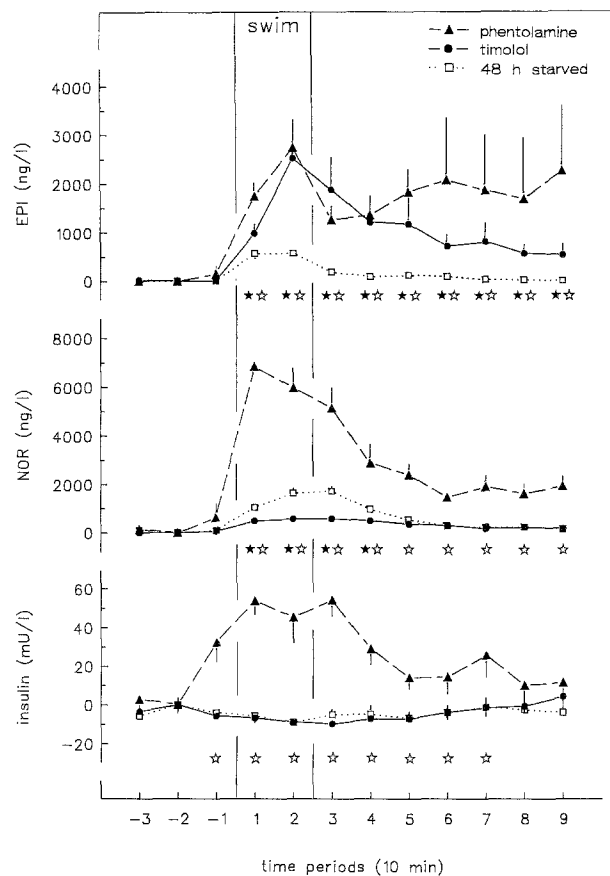 swim
phentolamine
timolol
48 h starved
EPI (ng/l)
4000
3000
2000
1000
0
★☆ ★☆ ★☆ ★☆ ★☆ ★☆ ★☆ ★☆ ★☆
NOR (ng/l)
8000
6000
4000
2000
0
★☆ ★☆ ★☆ ★☆ ☆ ☆ ☆ ☆ ☆
insulin (mU/l)
60
40
20
0
-20
☆ ☆ ☆ ☆ ☆ ☆ ☆ ☆
-3 -2 -1 1 2 3 4 5 6 7 8 9
time periods (10 min)